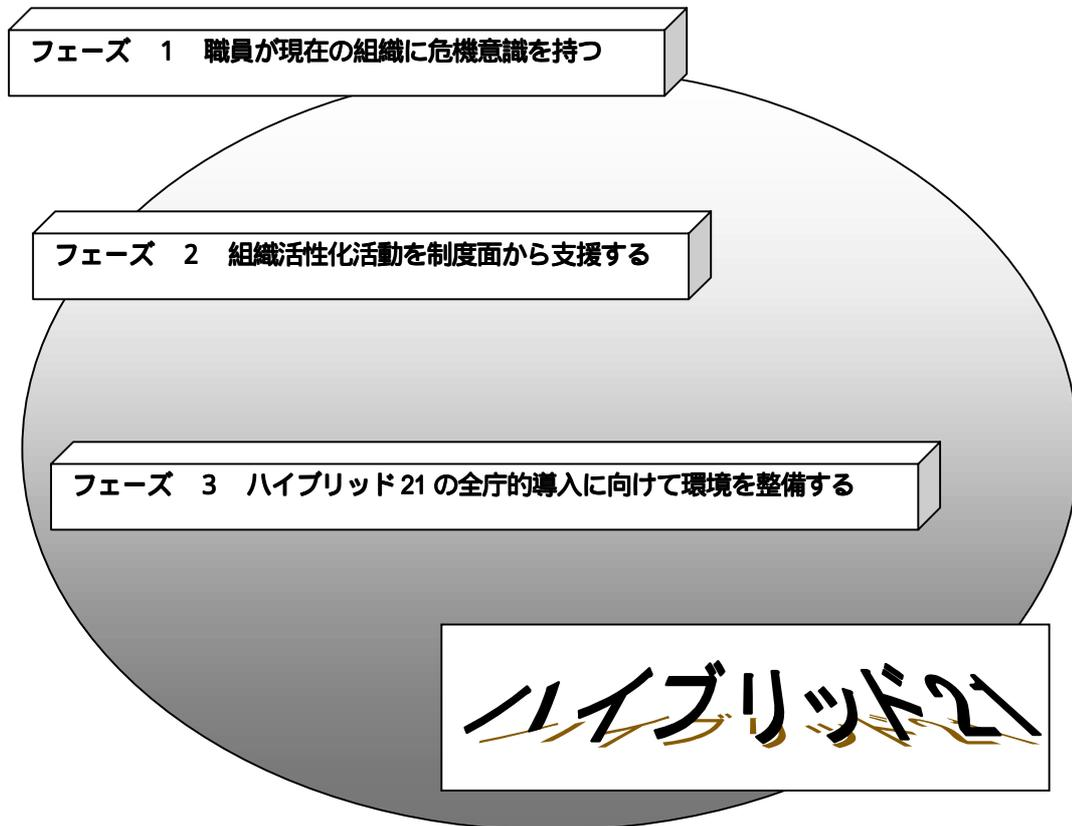 フェーズ　1　職員が現在の組織に危機意識を持つ
フェーズ　2　組織活性化活動を制度面から支援する
フェーズ　3　ハイブリッド21の全庁的導入に向けて環境を整備する
ハイブリッド21